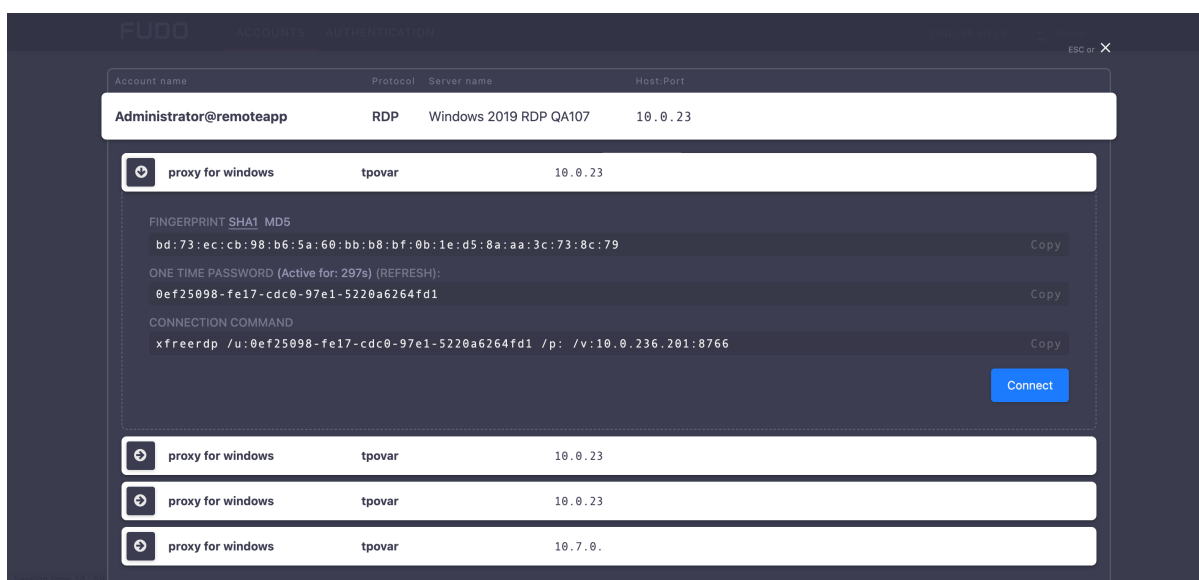 FUDO ACCOUNTS AUTHENTICATION
ESC or ×
Account name Protocol Server name Host:Port
Administrator@remoteapp RDP Windows 2019 RDP QA107 10.0.23
proxy for windows tpovar 10.0.23
FINGERPRINT SHA1 MD5
bd:73:ec:cb:98:b6:5a:60:bb:b8:bf:0b:1e:d5:8a:aa:3c:73:8c:79 Copy
ONE TIME PASSWORD (Active for: 297s) (REFRESH):
0ef25098-fe17-cdc0-97e1-5220a6264fd1 Copy
CONNECTION COMMAND
xfreerdp /u:0ef25098-fe17-cdc0-97e1-5220a6264fd1 /p: /v:10.0.236.201:8766 Copy
Connect
proxy for windows tpovar 10.0.23
proxy for windows tpovar 10.0.23
proxy for windows tpovar 10.7.0.